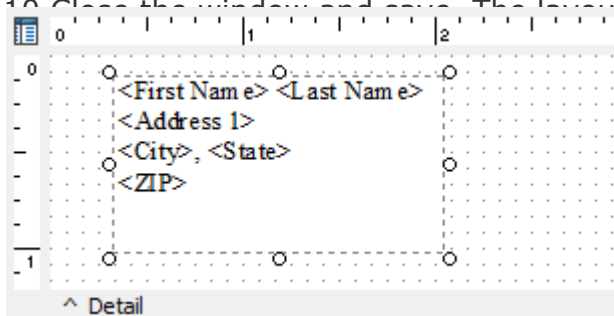 10 Close the window and save. The layou
0 1 2
0
<First Name> <Last Name>
<Address 1>
<City>, <State>
<ZIP>
1
^ Detail